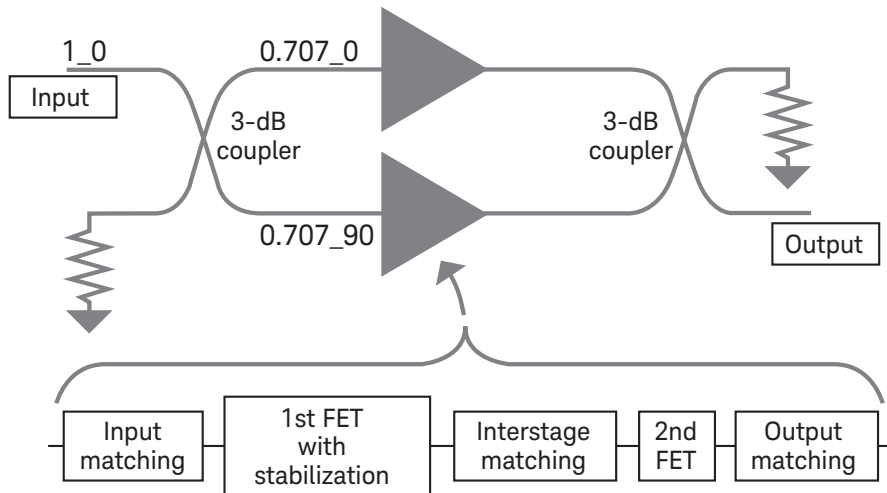 1_0
0.707_0
Input
3-dB
coupler
3-dB
coupler
0.707_90
Output
Input
matching
1st FET
with
stabilization
Interstage
matching
2nd
FET
Output
matching